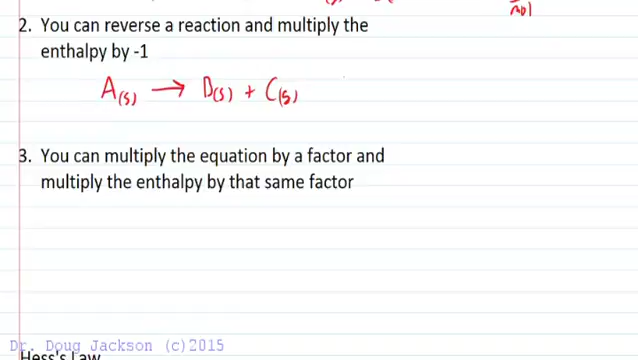 mol
2. You can reverse a reaction and multiply the
enthalpy by -1
A(s) → B(s) + C(s)
3. You can multiply the equation by a factor and
multiply the enthalpy by that same factor
Dr. Doug Jackson (c)2015
Hess's Law